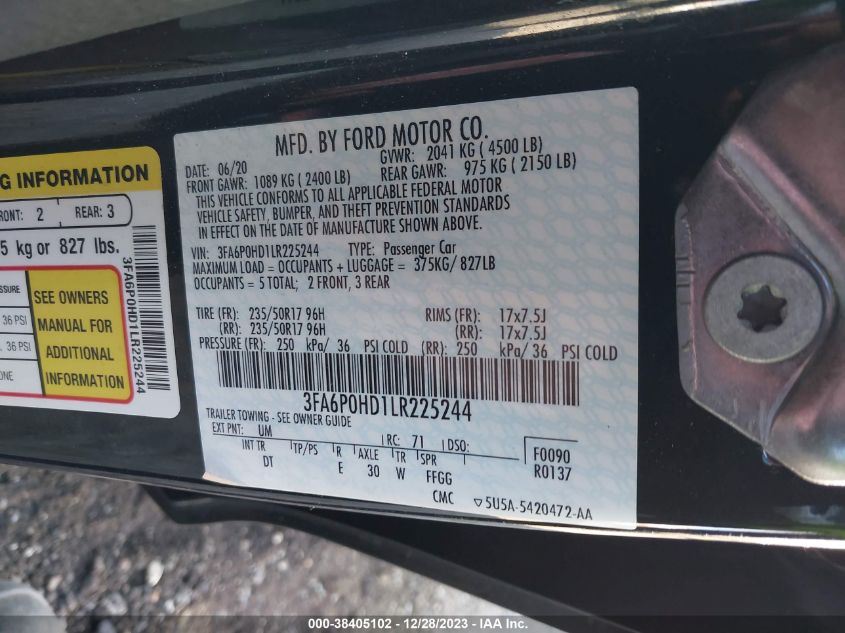 G INFORMATION
RONT: 2 REAR: 3
5 kg or 827 lbs.
SSURE
36 PSI
36 PSI
ONE
SEE OWNERS
MANUAL FOR
ADDITIONAL
INFORMATION
3FA6P0HD1LR225244
MFD. BY FORD MOTOR CO.
DATE: 06/20 GVWR: 2041 KG ( 4500 LB)
FRONT GAWR: 1089 KG ( 2400 LB) REAR GAWR: 975 KG ( 2150 LB)
THIS VEHICLE CONFORMS TO ALL APPLICABLE FEDERAL MOTOR
VEHICLE SAFETY, BUMPER, AND THEFT PREVENTION STANDARDS
IN EFFECT ON THE DATE OF MANUFACTURE SHOWN ABOVE.
VIN: 3FA6P0HD1LR225244 TYPE: Passenger Car
MAXIMUM LOAD = OCCUPANTS + LUGGAGE = 375KG/ 827LB
OCCUPANTS = 5 TOTAL; 2 FRONT, 3 REAR
TIRE (FR): 235/50R17 96H RIMS (FR): 17x7.5J
(RR): 235/50R17 96H (RR): 17x7.5J
PRESSURE (FR): 250 kPa/ 36 PSI COLD (RR): 250 kPa/ 36 PSI COLD
3FA6P0HD1LR225244
TRAILER TOWING - SEE OWNER GUIDE
EXT PNT: UM RC: 71 DSO: F0090
INT TR TP/PS R AXLE TR SPR R0137
DT E 30 W FFGG
CMC ▽5U5A-5420472-AA
000-38405102 - 12/28/2023 - IAA Inc.